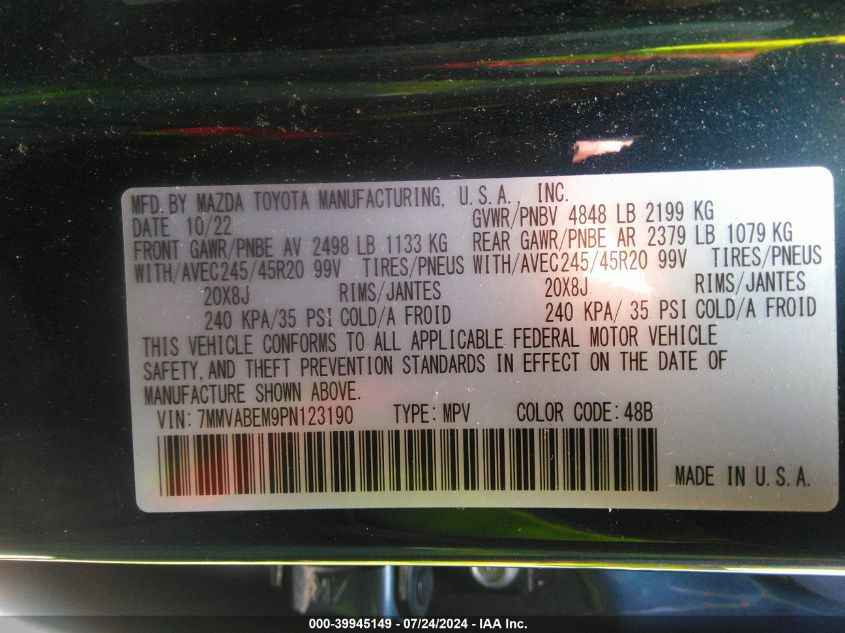 MFD. BY MAZDA TOYOTA MANUFACTURING, U.S.A., INC.
DATE 10/22 GVWR/PNBV 4848 LB 2199 KG
FRONT GAWR/PNBE AV 2498 LB 1133 KG REAR GAWR/PNBE AR 2379 LB 1079 KG
WITH/AVEC245/45R20 99V TIRES/PNEUS WITH/AVEC245/45R20 99V TIRES/PNEUS
20X8J RIMS/JANTES 20X8J RIMS/JANTES
240 KPA/35 PSI COLD/A FROID 240 KPA/ 35 PSI COLD/A FROID
THIS VEHICLE CONFORMS TO ALL APPLICABLE FEDERAL MOTOR VEHICLE
SAFETY, AND THEFT PREVENTION STANDARDS IN EFFECT ON THE DATE OF
MANUFACTURE SHOWN ABOVE.
VIN: 7MMVABEM9PN123190 TYPE: MPV COLOR CODE: 48B
MADE IN U.S.A.
000-39945149 - 07/24/2024 - IAA Inc.